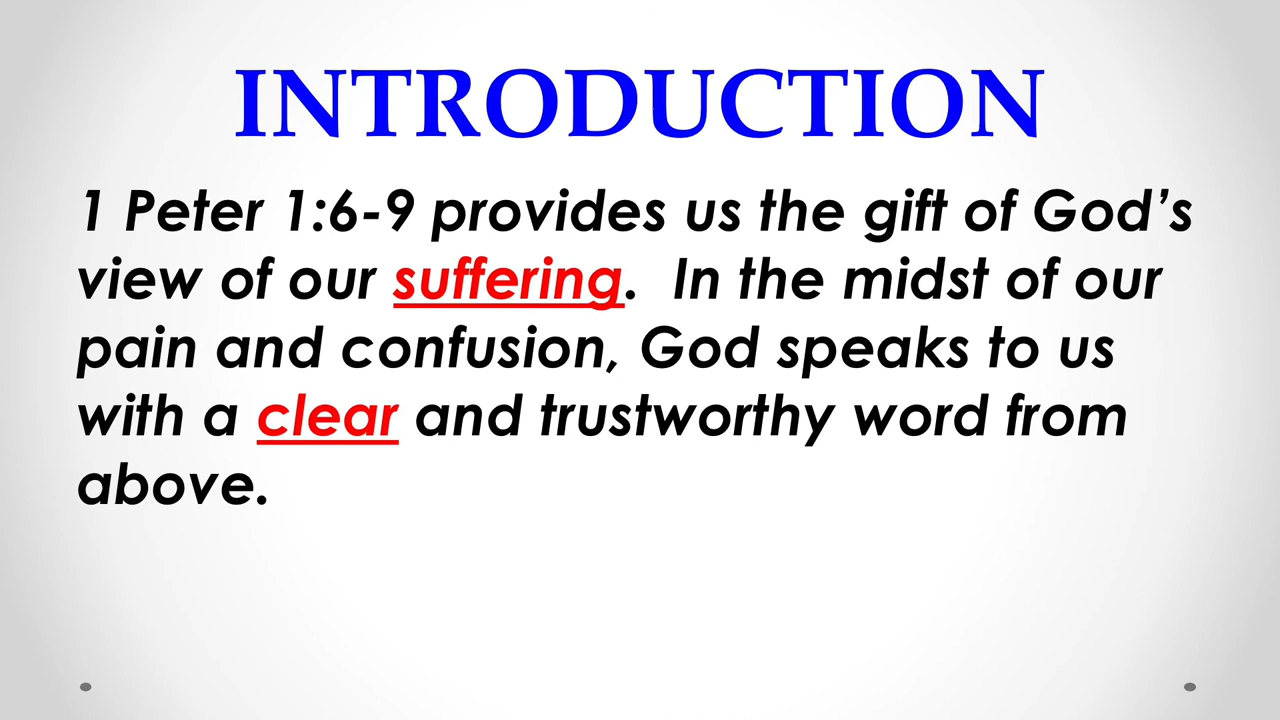 INTRODUCTION
1 Peter 1:6-9 provides us the gift of God’s
view of our suffering.  In the midst of our
pain and confusion, God speaks to us
with a clear and trustworthy word from
above.